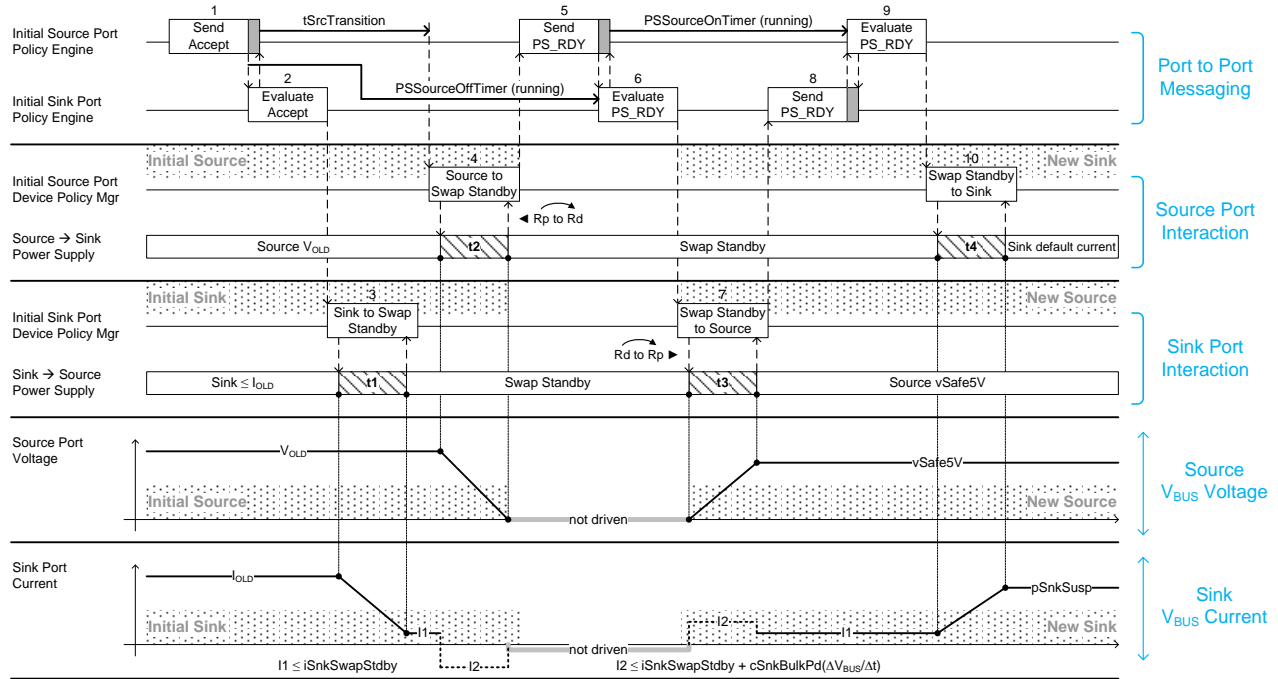 1
5
9
Initial Source Port
Policy Engine
Send
Accept
tSrcTransition
Send
PS_RDY
PSSourceOnTimer (running)
Evaluate
PS_RDY
2
6
8
Initial Sink Port
Policy Engine
Evaluate
Accept
PSSourceOffTimer (running)
Evaluate
PS_RDY
Send
PS_RDY
Port to Port
Messaging
Initial Source
New Sink
4
10
Initial Source Port
Device Policy Mgr
Source to
Swap Standby
Swap Standby
to Sink
◄ Rp to Rd
Source → Sink
Power Supply
Source VOLD
t2
Swap Standby
t4
Sink default current
Source Port
Interaction
Initial Sink
New Source
3
7
Initial Sink Port
Device Policy Mgr
Sink to Swap
Standby
Swap Standby
to Source
Rd to Rp ►
Sink → Source
Power Supply
Sink ≤ IOLD
t1
Swap Standby
t3
Source vSafe5V
Sink Port
Interaction
Source Port
Voltage
VOLD
vSafe5V
Initial Source
New Source
not driven
Source
VBUS Voltage
Sink Port
Current
IOLD
pSnkSusp
Initial Sink
New Sink
I1
I2
I2
I1
not driven
I1 ≤ iSnkSwapStdby
I2 ≤ iSnkSwapStdby + cSnkBulkPd(ΔVBUS/Δt)
Sink
VBUS Current